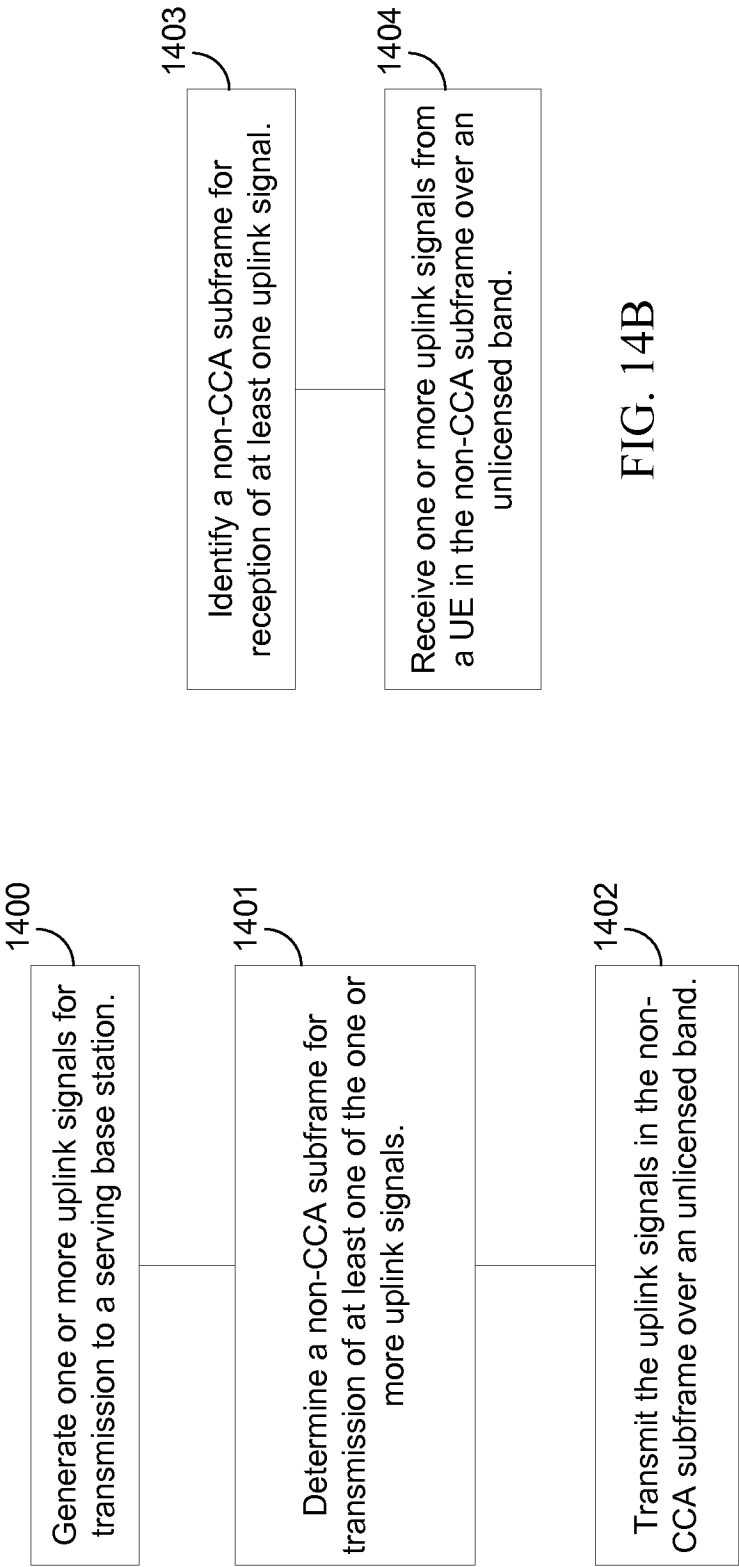 1400
Generate one or more uplink signals for
transmission to a serving base station.
1401
Determine a non-CCA subframe for
transmission of at least one of the one or
more uplink signals.
1402
Transmit the uplink signals in the non-
CCA subframe over an unlicensed band.
1403
Identify a non-CCA subframe for
reception of at least one uplink signal.
1404
Receive one or more uplink signals from
a UE in the non-CCA subframe over an
unlicensed band.
FIG. 14B